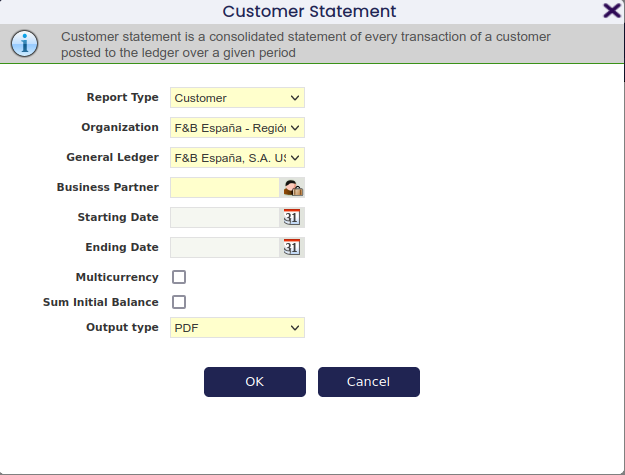 Customer Statement
Customer statement is a consolidated statement of every transaction of a customer
posted to the ledger over a given period
Report Type Customer
Organization F&B España - Región
General Ledger F&B España, S.A. US
Business Partner
Starting Date 31
Ending Date 31
Multicurrency
Sum Initial Balance
Output type PDF
OK Cancel